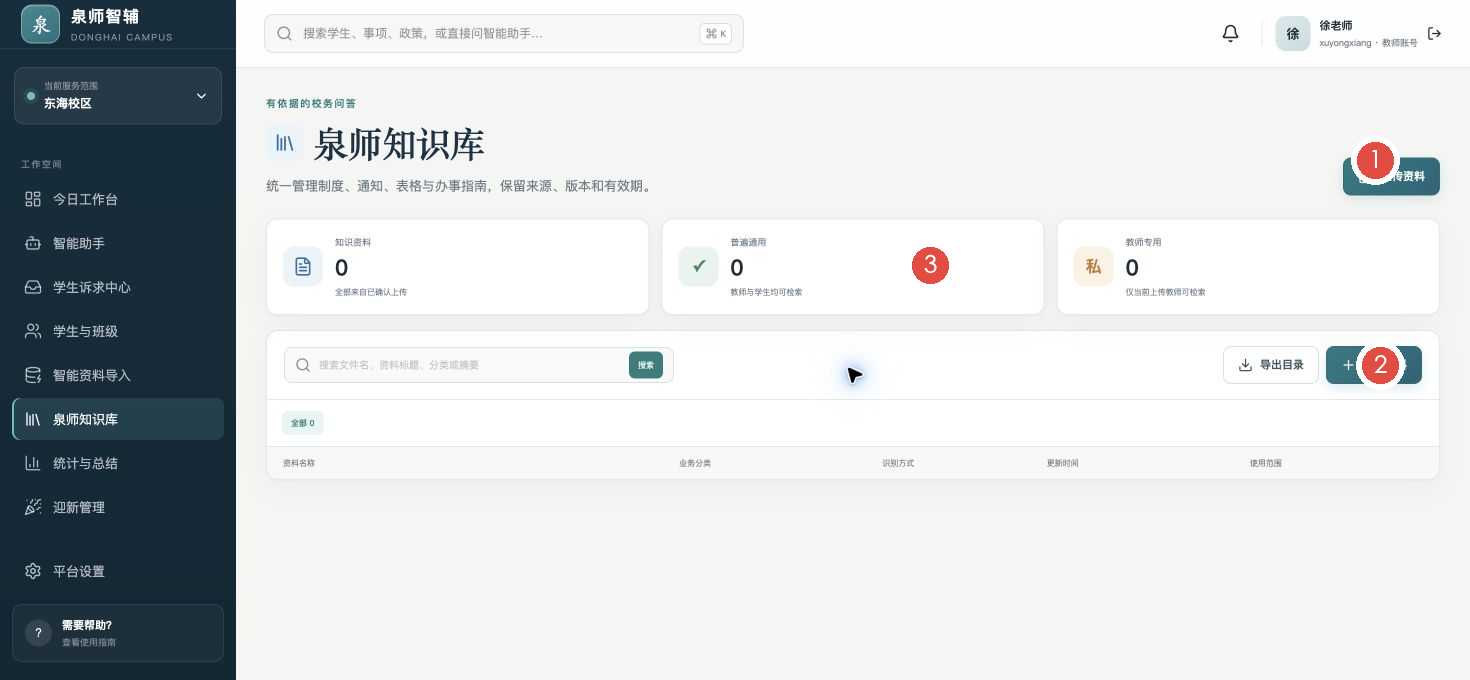 泉 泉师智辅
DONGHAI CAMPUS
搜索学生、事项、政策，或直接问智能助手...
⌘ K
徐
徐老师
xuyongxiang · 教师账号
当前服务范围
东海校区
工作空间
今日工作台
智能助手
学生诉求中心
学生与班级
智能资料导入
泉师知识库
统计与总结
迎新管理
平台设置
? 需要帮助?
查看使用指南
有依据的校务问答
泉师知识库
统一管理制度、通知、表格与办事指南，保留来源、版本和有效期。
1
传资料
知识资料
0
全部来自已确认上传
✓
普遍通用
0
教师与学生均可检索
3
私
教师专用
0
仅当前上传教师可检索
搜索文件名、资料标题、分类或摘要
搜索
导出目录
+
2
全部 0
资料名称 业务分类 识别方式 更新时间 使用范围